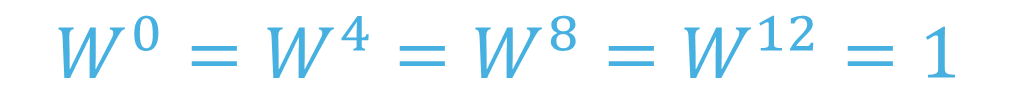 W⁰ = W⁴ = W⁸ = W¹² = 1